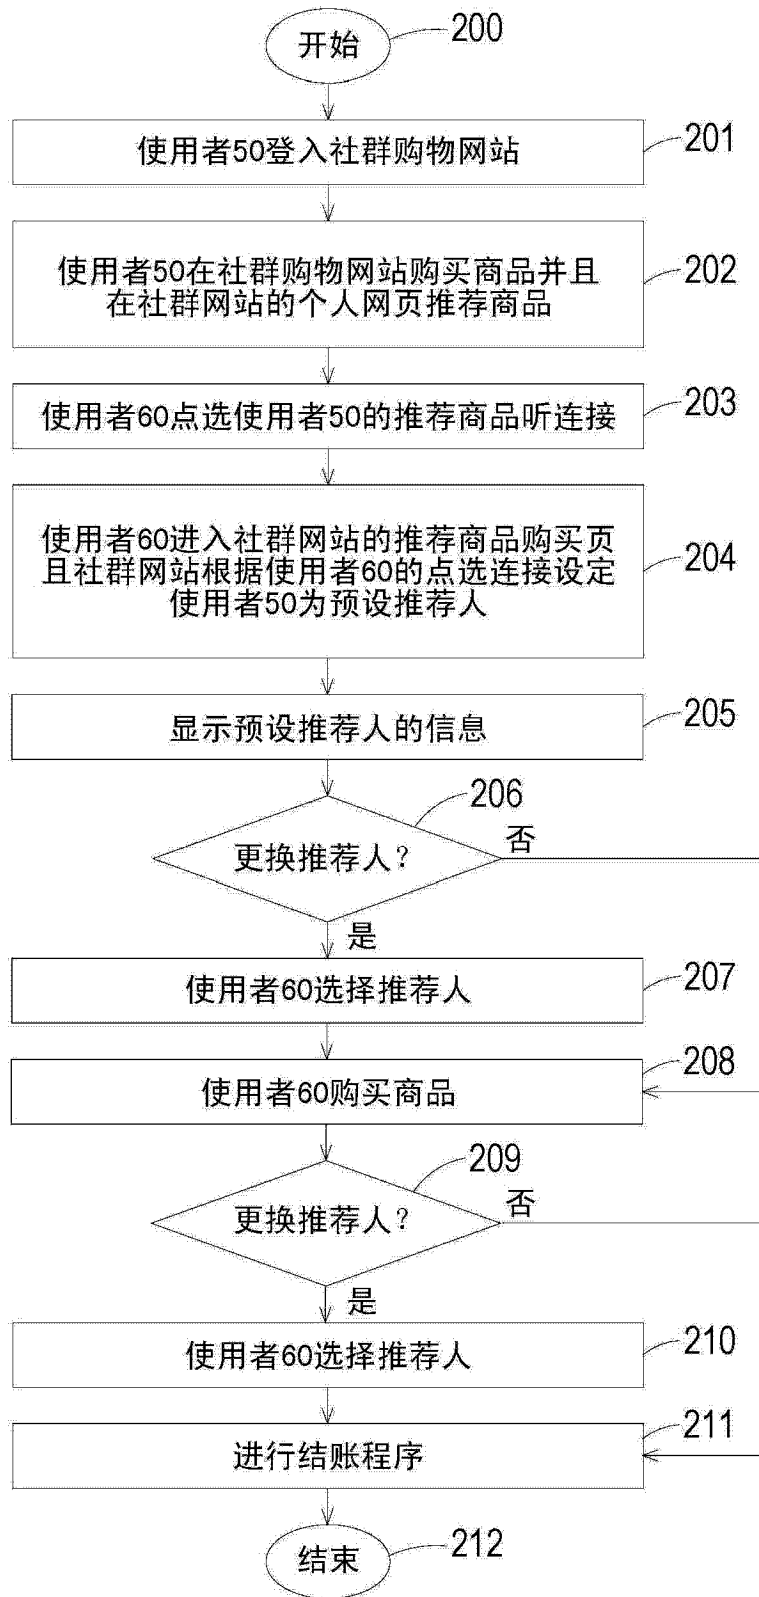 开始
200
使用者50登入社群购物网站
201
使用者50在社群购物网站购买商品并且
在社群网站的个人网页推荐商品
202
使用者60点选使用者50的推荐商品听连接
203
使用者60进入社群网站的推荐商品购买页
且社群网站根据使用者60的点选连接设定
使用者50为预设推荐人
204
显示预设推荐人的信息
205
206
更换推荐人?
否
是
使用者60选择推荐人
207
使用者60购买商品
208
209
更换推荐人?
否
是
使用者60选择推荐人
210
进行结账程序
211
结束
212